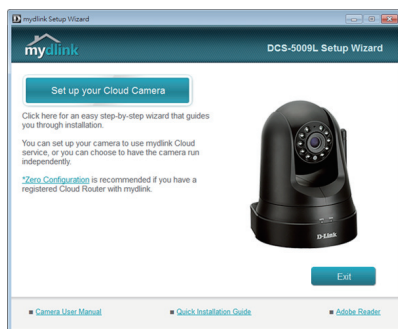 mydlink Setup Wizard
mydlink
DCS-5009L Setup Wizard
Set up your Cloud Camera
Click here for an easy step-by-step wizard that guides
you through installation.
You can set up your camera to use mydlink Cloud
service, or you can choose to have the camera run
independently.
*Zero Configuration is recommended if you have a
registered Cloud Router with mydlink.
D-Link
Exit
Camera User Manual
Quick Installation Guide
Adobe Reader